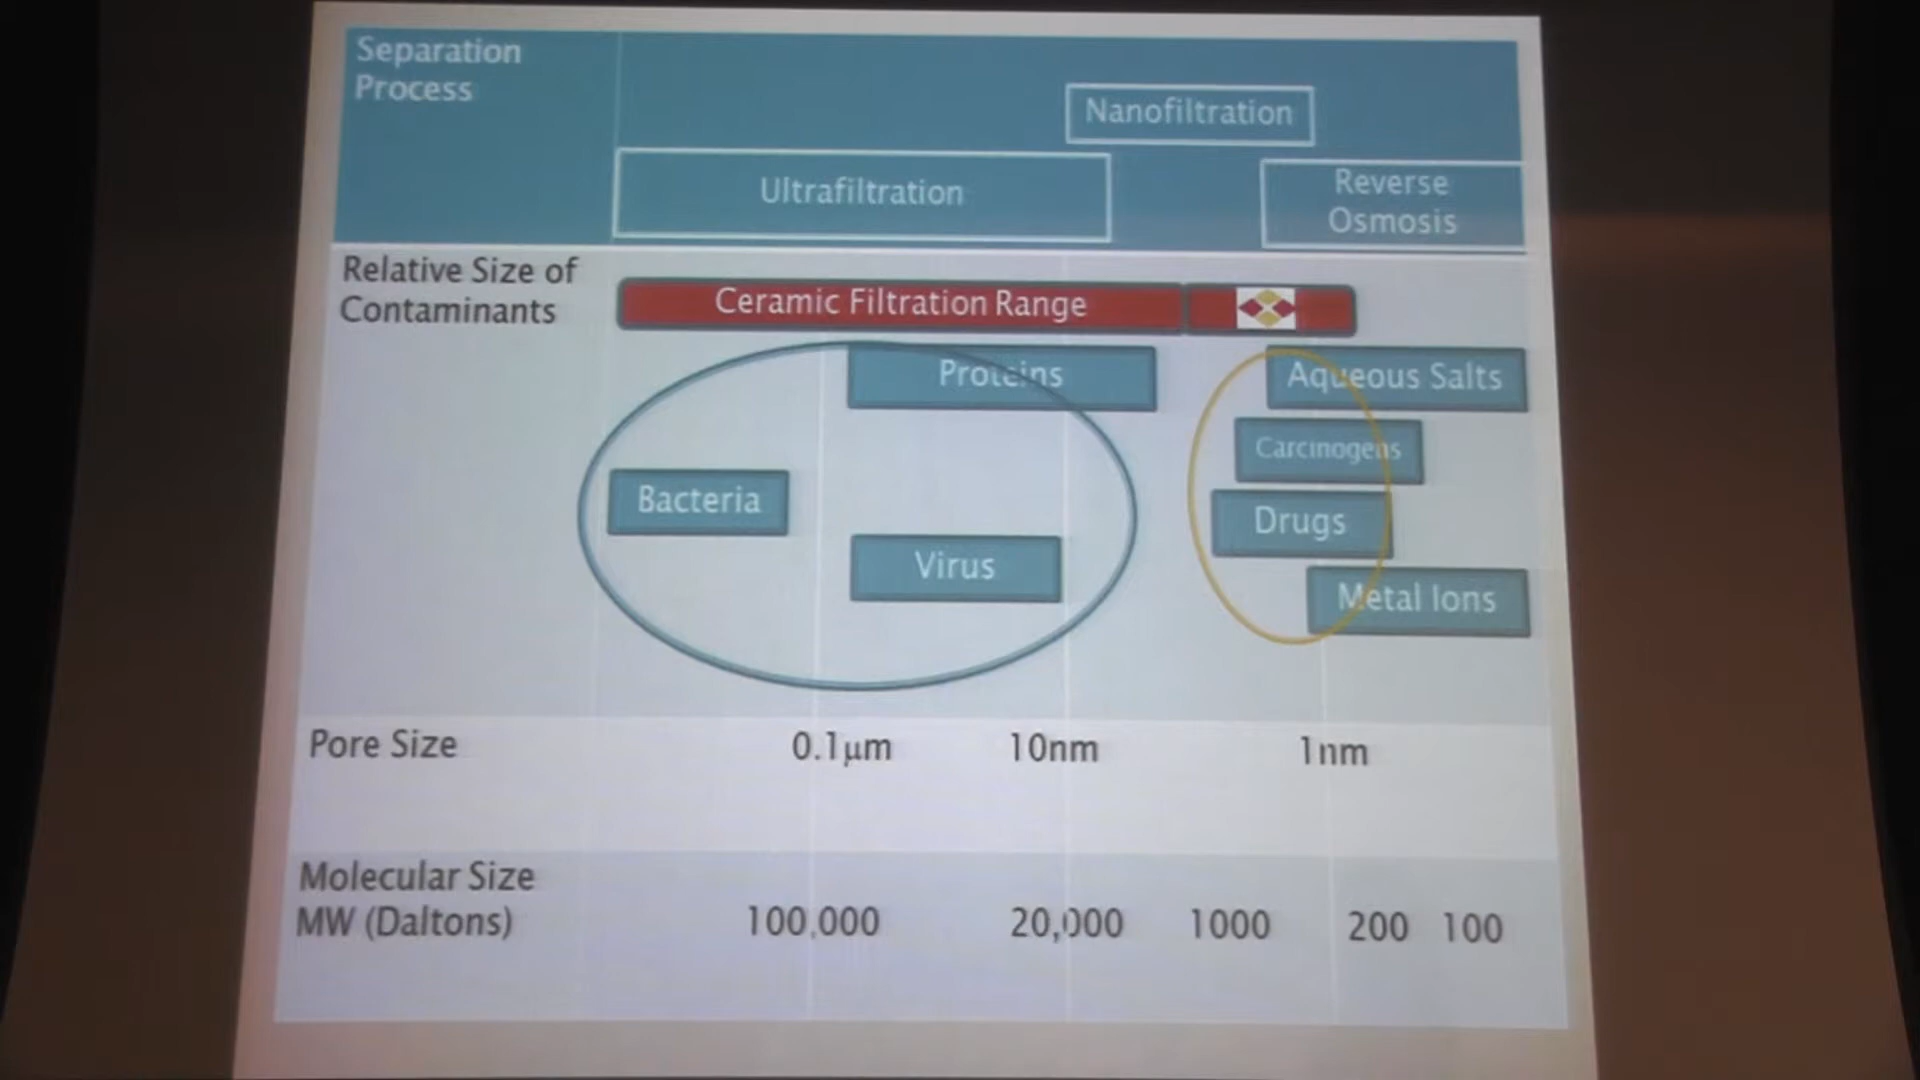 Separation
Process
Nanofiltration
Ultrafiltration
Reverse
Osmosis
Relative Size of
Contaminants
Ceramic Filtration Range
Proteins
Aqueous Salts
Carcinogens
Bacteria
Drugs
Virus
Metal Ions
Pore Size
0.1µm
10nm
1nm
Molecular Size
MW (Daltons)
100,000
20,000
1000
200
100